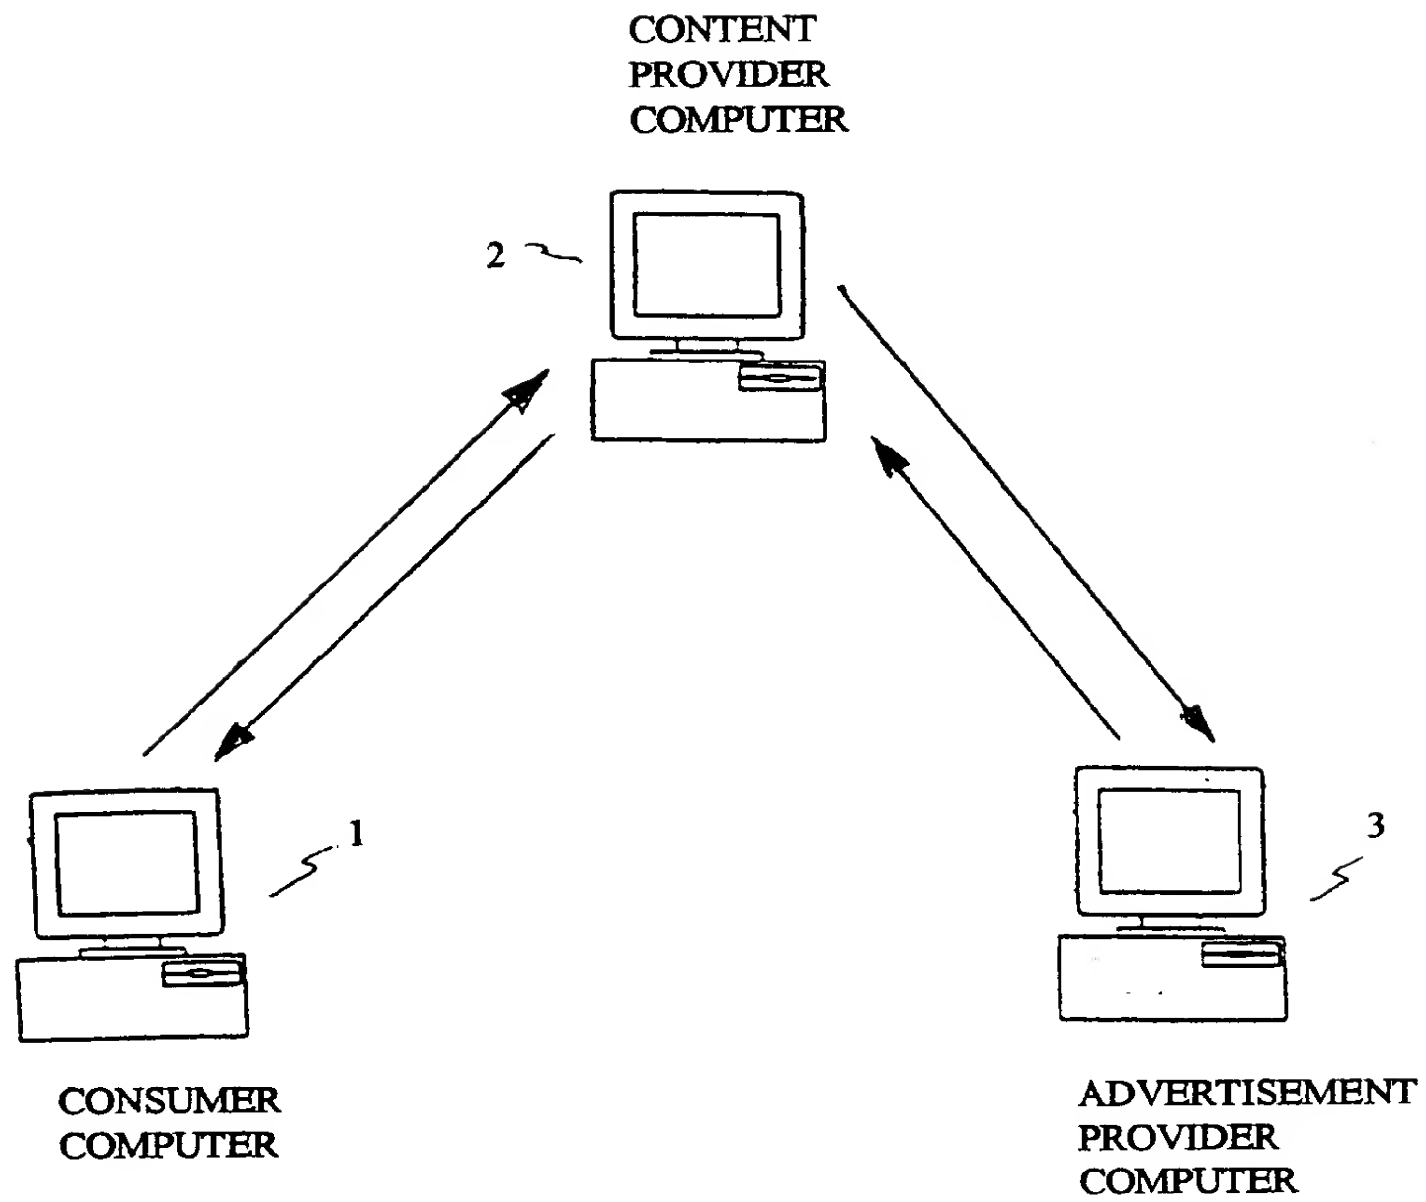 CONTENT
PROVIDER
COMPUTER
2
1
3
CONSUMER
COMPUTER
ADVERTISEMENT
PROVIDER
COMPUTER